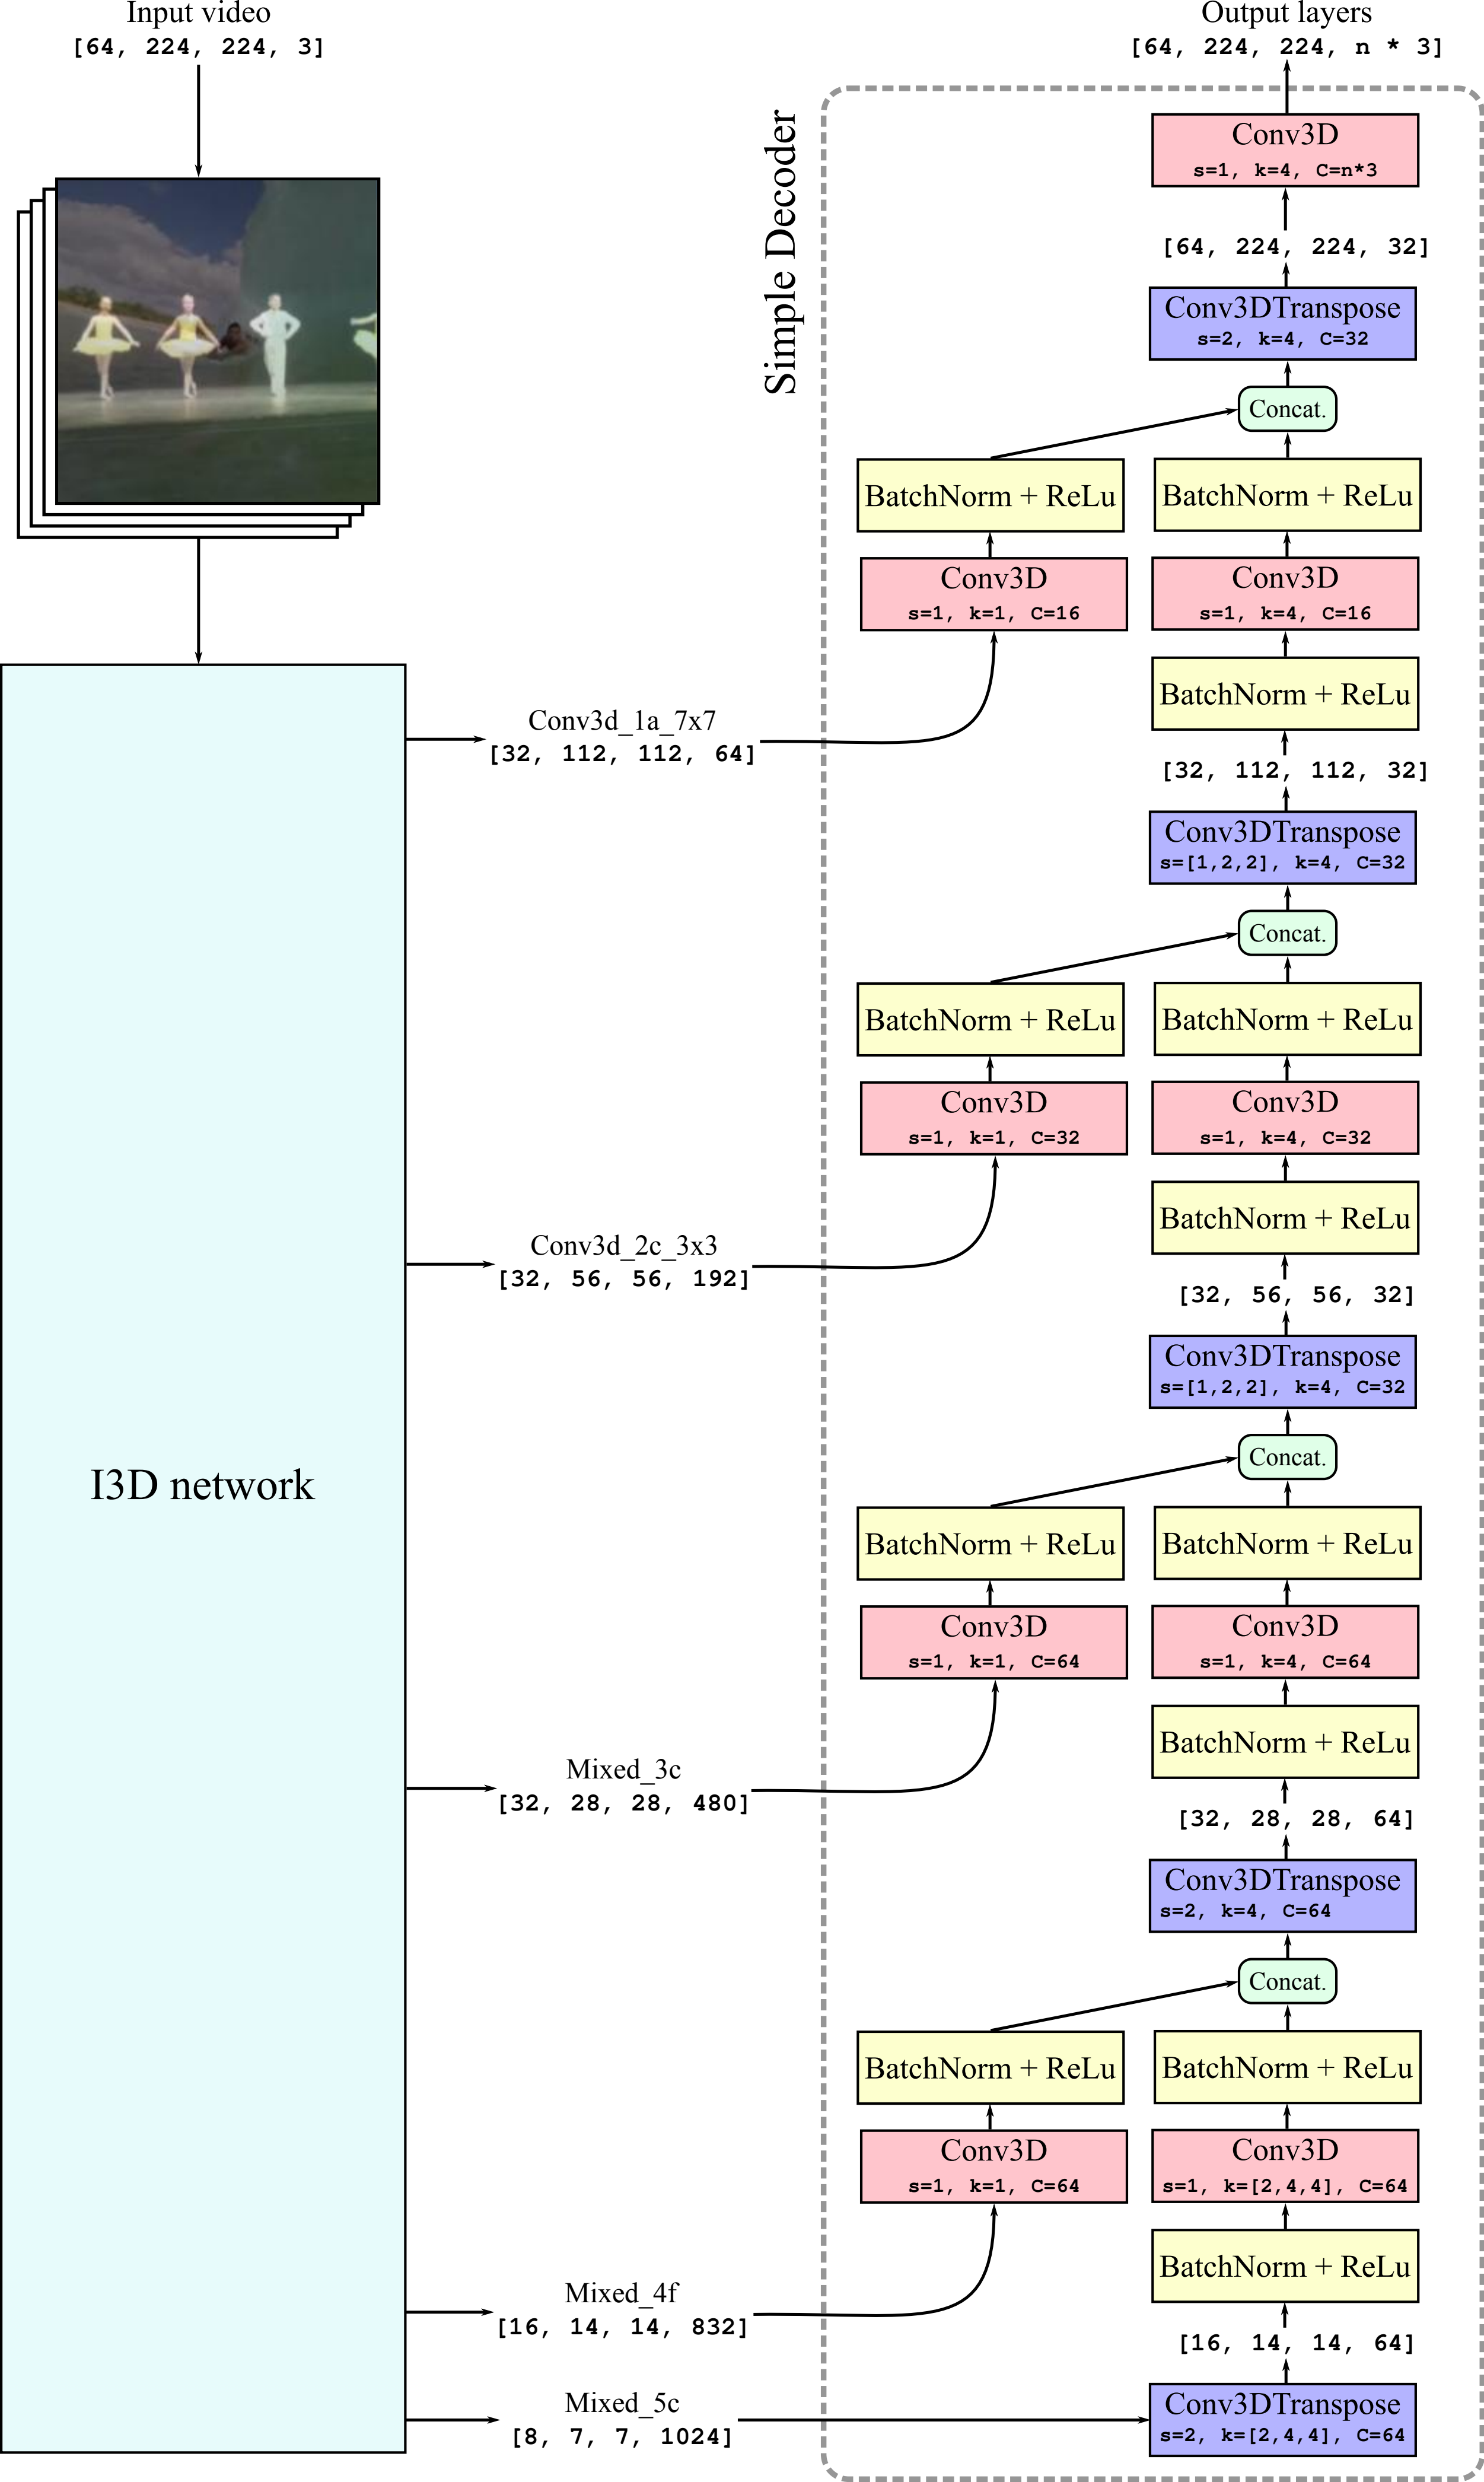 Input video
[64, 224, 224, 3]
I3D network
Conv3d_1a_7x7
[32, 112, 112, 64]
Conv3d_2c_3x3
[32, 56, 56, 192]
Mixed_3c
[32, 28, 28, 480]
Mixed_4f
[16, 14, 14, 832]
Mixed_5c
[8, 7, 7, 1024]
Simple Decoder
Output layers
[64, 224, 224, n * 3]
Conv3D
s=1, k=4, C=n*3
[64, 224, 224, 32]
Conv3DTranspose
s=2, k=4, C=32
Concat.
BatchNorm + ReLu
BatchNorm + ReLu
Conv3D
s=1, k=1, C=16
Conv3D
s=1, k=4, C=16
BatchNorm + ReLu
[32, 112, 112, 32]
Conv3DTranspose
s=[1,2,2], k=4, C=32
Concat.
BatchNorm + ReLu
BatchNorm + ReLu
Conv3D
s=1, k=1, C=32
Conv3D
s=1, k=4, C=32
BatchNorm + ReLu
[32, 56, 56, 32]
Conv3DTranspose
s=[1,2,2], k=4, C=32
Concat.
BatchNorm + ReLu
BatchNorm + ReLu
Conv3D
s=1, k=1, C=64
Conv3D
s=1, k=4, C=64
BatchNorm + ReLu
[32, 28, 28, 64]
Conv3DTranspose
s=2, k=4, C=64
Concat.
BatchNorm + ReLu
BatchNorm + ReLu
Conv3D
s=1, k=1, C=64
Conv3D
s=1, k=[2,4,4], C=64
BatchNorm + ReLu
[16, 14, 14, 64]
Conv3DTranspose
s=2, k=[2,4,4], C=64